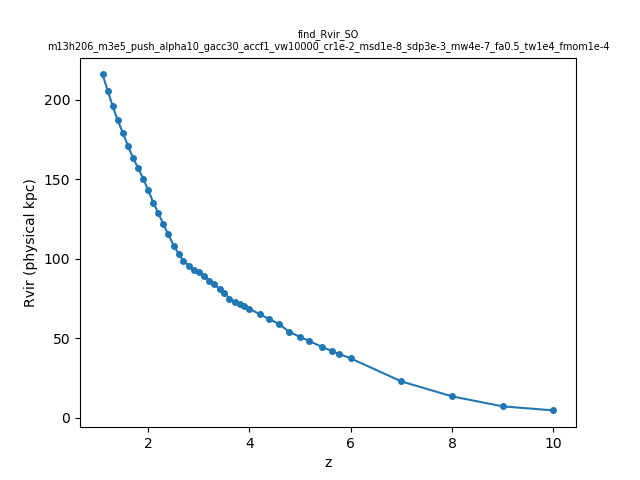 find_Rvir_SO
m13h206_m3e5_push_alpha10_gacc30_accf1_vw10000_cr1e-2_msd1e-8_sdp3e-3_mw4e-7_fa0.5_tw1e4_fmom1e-4
200
150
100
50
0
Rvir (physical kpc)
2 4 6 8 10
z